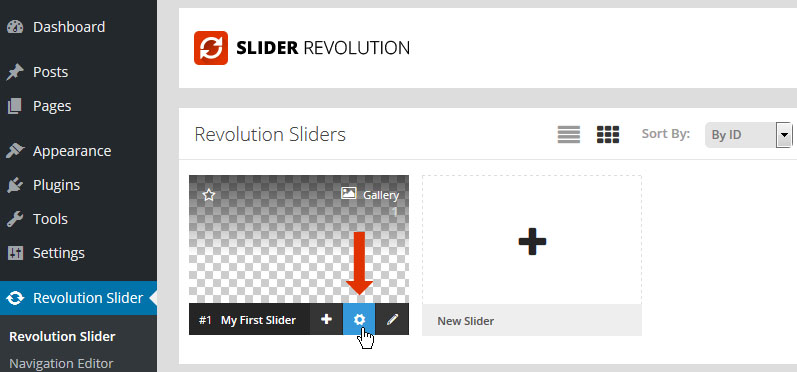 Dashboard
Posts
Pages
Appearance
Plugins
Tools
Settings
Revolution Slider
Revolution Slider
Navigation Editor
SLIDER REVOLUTION
Revolution Sliders
Sort By:
By ID
Gallery
1
#1 My First Slider
New Slider